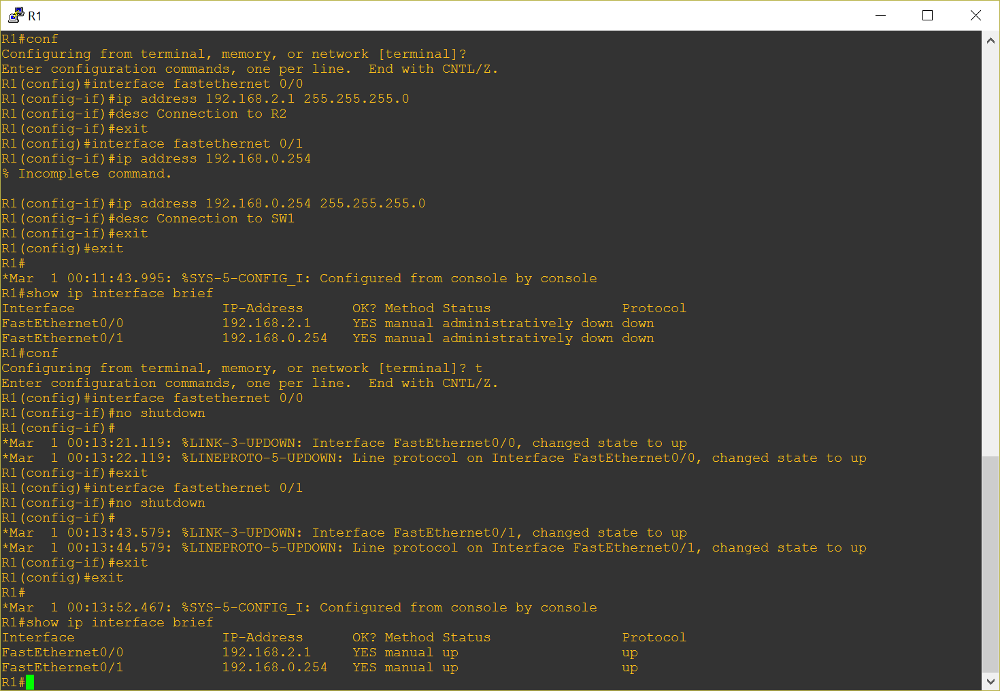 R1
R1#conf
Configuring from terminal, memory, or network [terminal]?
Enter configuration commands, one per line.  End with CNTL/Z.
R1(config)#interface fastethernet 0/0
R1(config-if)#ip address 192.168.2.1 255.255.255.0
R1(config-if)#desc Connection to R2
R1(config-if)#exit
R1(config)#interface fastethernet 0/1
R1(config-if)#ip address 192.168.0.254
% Incomplete command.

R1(config-if)#ip address 192.168.0.254 255.255.255.0
R1(config-if)#desc Connection to SW1
R1(config-if)#exit
R1(config)#exit
R1#
*Mar  1 00:11:43.995: %SYS-5-CONFIG_I: Configured from console by console
R1#show ip interface brief
Interface                  IP-Address      OK? Method Status                Protocol
FastEthernet0/0            192.168.2.1     YES manual administratively down down
FastEthernet0/1            192.168.0.254   YES manual administratively down down
R1#conf
Configuring from terminal, memory, or network [terminal]? t
Enter configuration commands, one per line.  End with CNTL/Z.
R1(config)#interface fastethernet 0/0
R1(config-if)#no shutdown
R1(config-if)#
*Mar  1 00:13:21.119: %LINK-3-UPDOWN: Interface FastEthernet0/0, changed state to up
*Mar  1 00:13:22.119: %LINEPROTO-5-UPDOWN: Line protocol on Interface FastEthernet0/0, changed state to up
R1(config-if)#exit
R1(config)#interface fastethernet 0/1
R1(config-if)#no shutdown
R1(config-if)#
*Mar  1 00:13:43.579: %LINK-3-UPDOWN: Interface FastEthernet0/1, changed state to up
*Mar  1 00:13:44.579: %LINEPROTO-5-UPDOWN: Line protocol on Interface FastEthernet0/1, changed state to up
R1(config-if)#exit
R1(config)#exit
R1#
*Mar  1 00:13:52.467: %SYS-5-CONFIG_I: Configured from console by console
R1#show ip interface brief
Interface                  IP-Address      OK? Method Status                Protocol
FastEthernet0/0            192.168.2.1     YES manual up                    up
FastEthernet0/1            192.168.0.254   YES manual up                    up
R1#